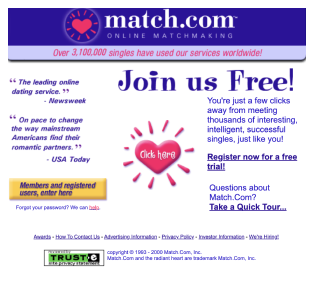 match.com
ONLINE MATCHMAKING
Over 3,100,000 singles have used our services worldwide!
“ The leading online
dating service. ”
- Newsweek
“ On pace to change
the way mainstream
Americans find their
romantic partners. ”
- USA Today
Members and registered
users, enter here
Forgot your password? We can help.
Join us Free!
Click here
You're just a few clicks
away from meeting
thousands of interesting,
intelligent, successful
singles, just like you!
Register now for a free
trial!
Questions about
Match.Com?
Take a Quick Tour...
Awards - How To Contact Us - Advertising Information - Privacy Policy - Investor Information - We're Hiring!
TRUSTe
site privacy statement
copyright © 1993 - 2000 Match.Com, Inc.
Match.Com and the radiant heart are trademark Match.Com, Inc.